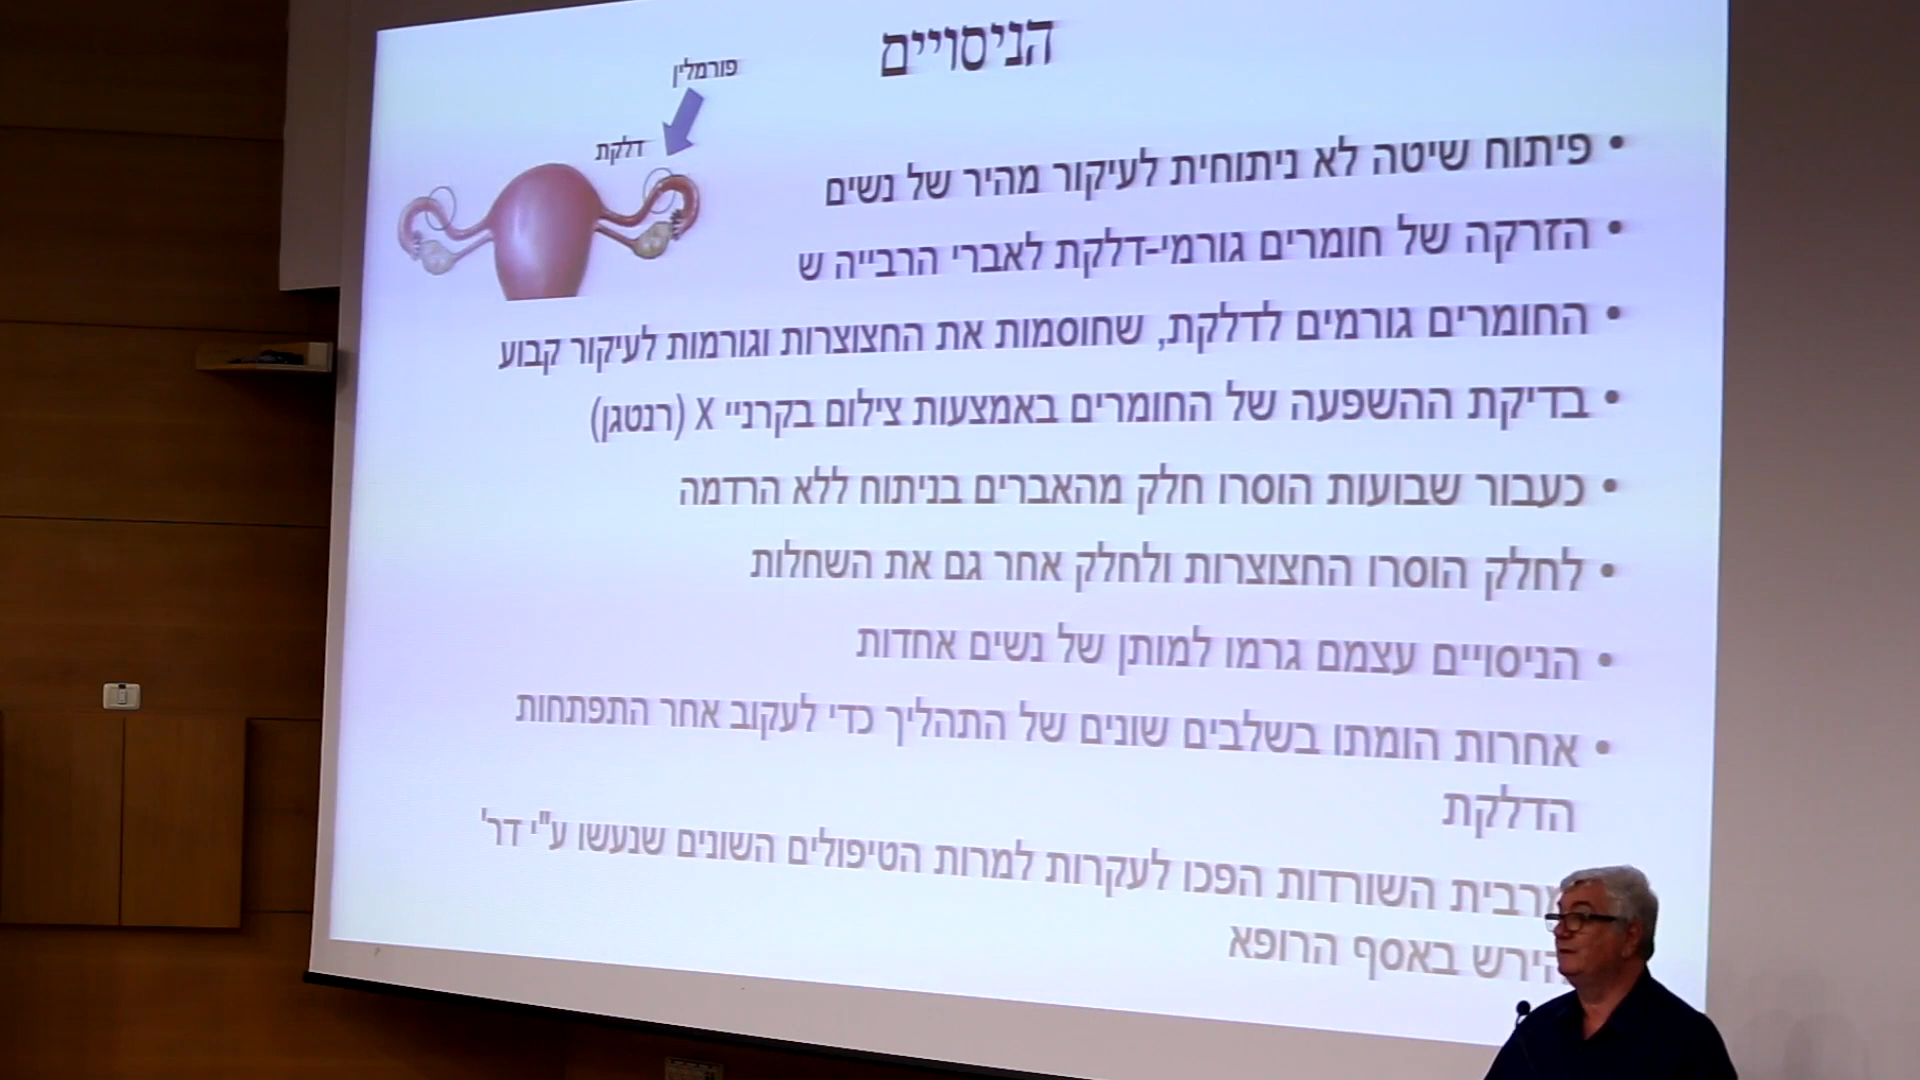 הניסויים
פורמלין
דלקת
• פיתוח שיטה לא ניתוחית לעיקור מהיר של נשים
• הזרקה של חומרים גורמי-דלקת לאברי הרבייה ש
• החומרים גורמים לדלקת, שחוסמות את החצוצרות וגורמות לעיקור קבוע
• בדיקת ההשפעה של החומרים באמצעות צילום בקרניי X (רנטגן)
• כעבור שבועות הוסרו חלק מהאברים בניתוח ללא הרדמה
• לחלק הוסרו החצוצרות ולחלק אחר גם את השחלות
• הניסויים עצמם גרמו למותן של נשים אחדות
• אחרות הומתו בשלבים שונים של התהליך כדי לעקוב אחר התפתחות
הדלקת
מרבית השורדות הפכו לעקרות למרות הטיפולים השונים שנעשו ע"י דר'
הירש באסף הרופא